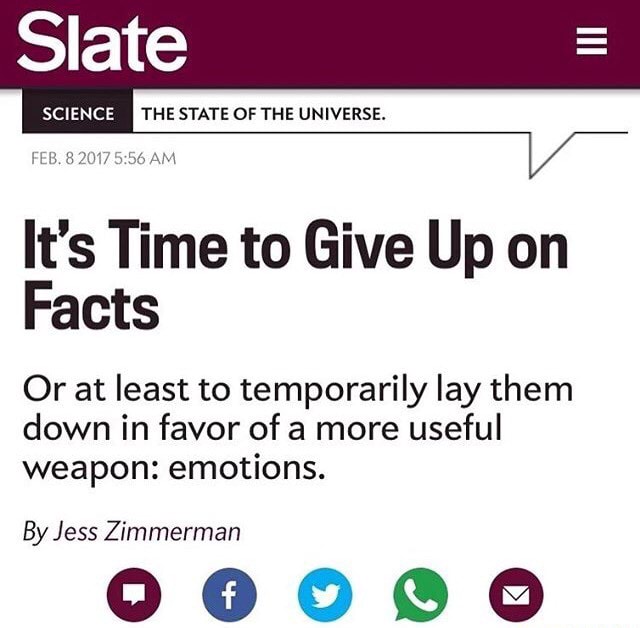 Slate
SCIENCE THE STATE OF THE UNIVERSE.
FEB. 8 2017 5:56 AM
It's Time to Give Up on
Facts
Or at least to temporarily lay them
down in favor of a more useful
weapon: emotions.
By Jess Zimmerman
f